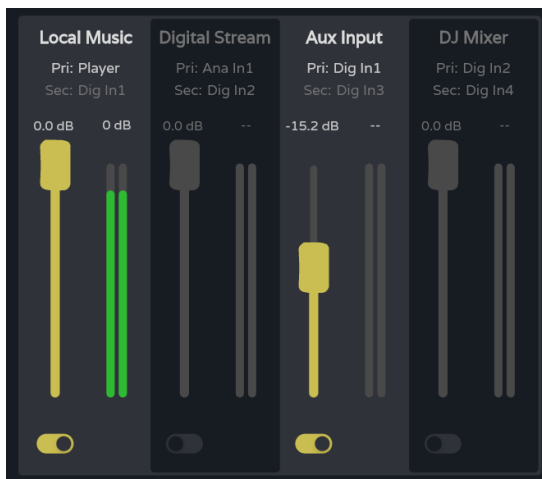 Local Music Digital Stream Aux Input DJ Mixer
Pri: Player Pri: Ana In1 Pri: Dig In1 Pri: Dig In2
Sec: Dig In1 Sec: Dig In2 Sec: Dig In3 Sec: Dig In4
0.0 dB 0 dB 0.0 dB -- -15.2 dB -- 0.0 dB --